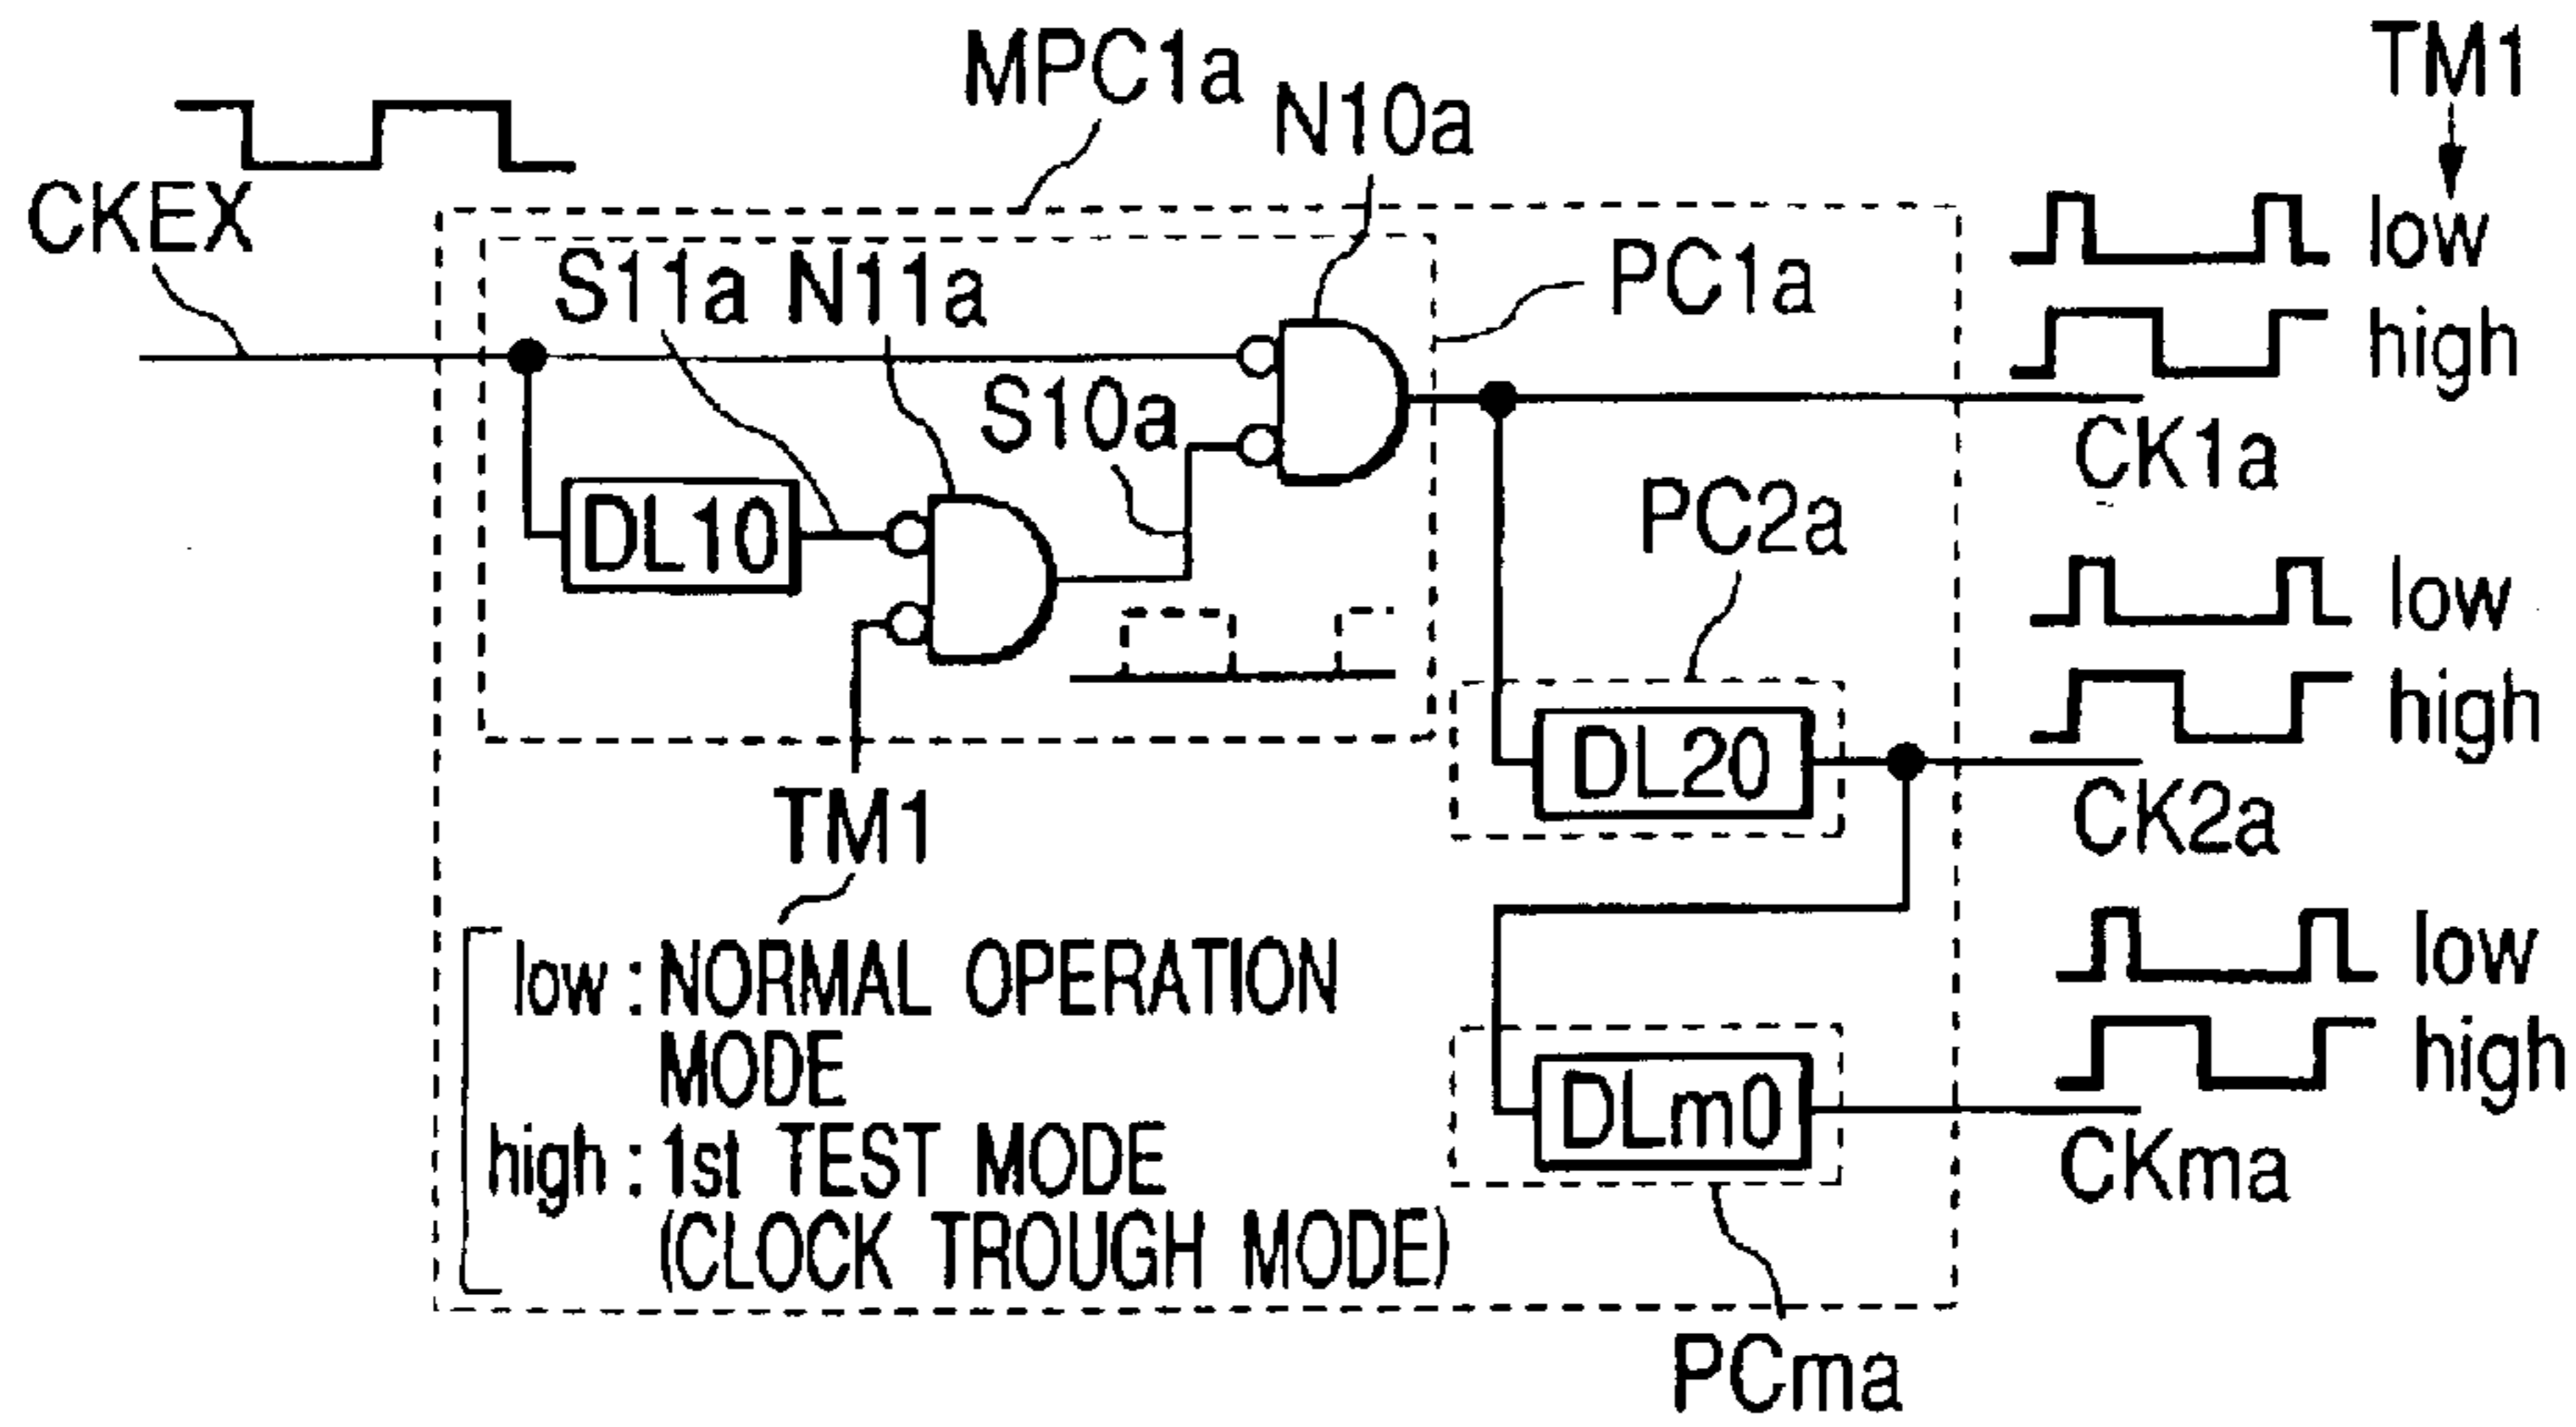 MPC1a
N10a
TM1
CKEX
low
S11a
N11a
PC1a
high
S10a
CK1a
DL10
PC2a
low
high
DL20
TM1
CK2a
low : NORMAL OPERATION
MODE
low
high
high : 1st TEST MODE
DLm0
CKma
(CLOCK TROUGH MODE)
PCma